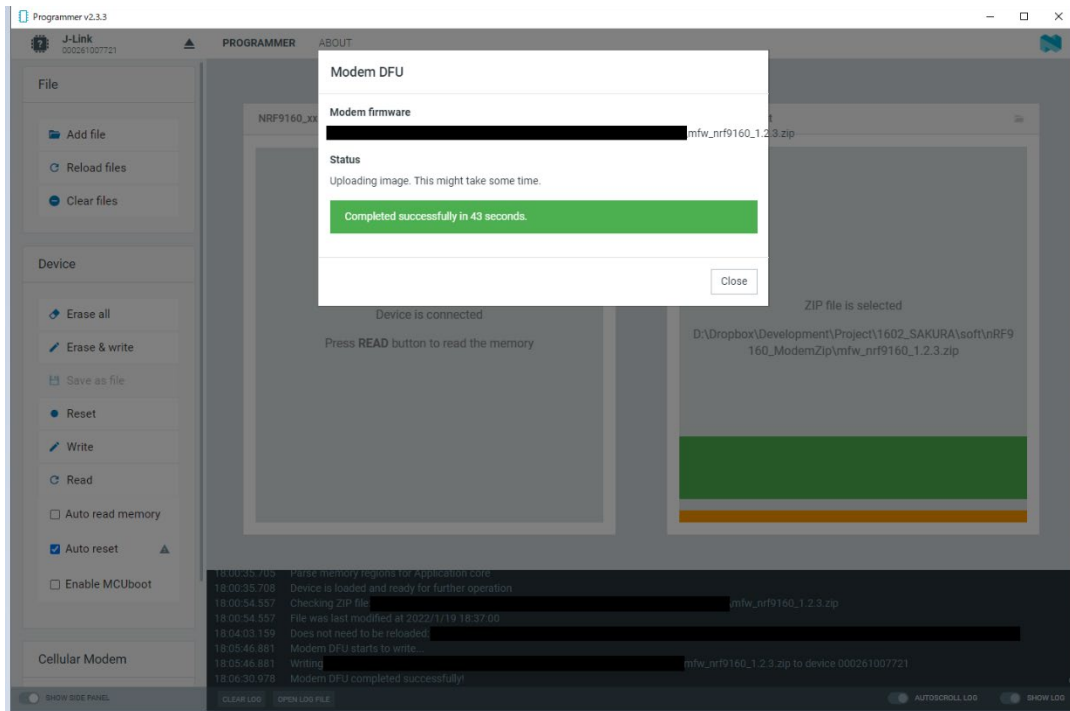 Programmer v2.3.3
J-Link
000261007721
PROGRAMMER
ABOUT
File
Add file
Reload files
Clear files
Device
Erase all
Erase & write
Save as file
Reset
Write
Read
Auto read memory
Auto reset
Enable MCUboot
Cellular Modem
SHOW SIDE PANEL
NRF9160_xx
Device is connected
Press READ button to read the memory
Modem DFU
Modem firmware
mfw_nrf9160_1.2.3.zip
Status
Uploading image. This might take some time.
Completed successfully in 43 seconds.
Close
ZIP file is selected
D:\Dropbox\Development\Project\1602_SAKURA\soft\nRF9
160_ModemZip\mfw_nrf9160_1.2.3.zip
18:00:35.705 Parse memory regions for Application core
18:00:35.708 Device is loaded and ready for further operation
18:00:54.557 Checking ZIP file \mfw_nrf9160_1.2.3.zip
18:00:54.557 File was last modified at 2022/1/19 18:37:00
18:04:03.159 Does not need to be reloaded;
18:05:46.881 Modem DFU starts to write...
18:05:46.881 Writing mfw_nrf9160_1.2.3.zip to device 000261007721
18:06:30.978 Modem DFU completed successfully!
CLEAR LOG
OPEN LOG FILE
AUTOSCROLL LOG
SHOW LOG